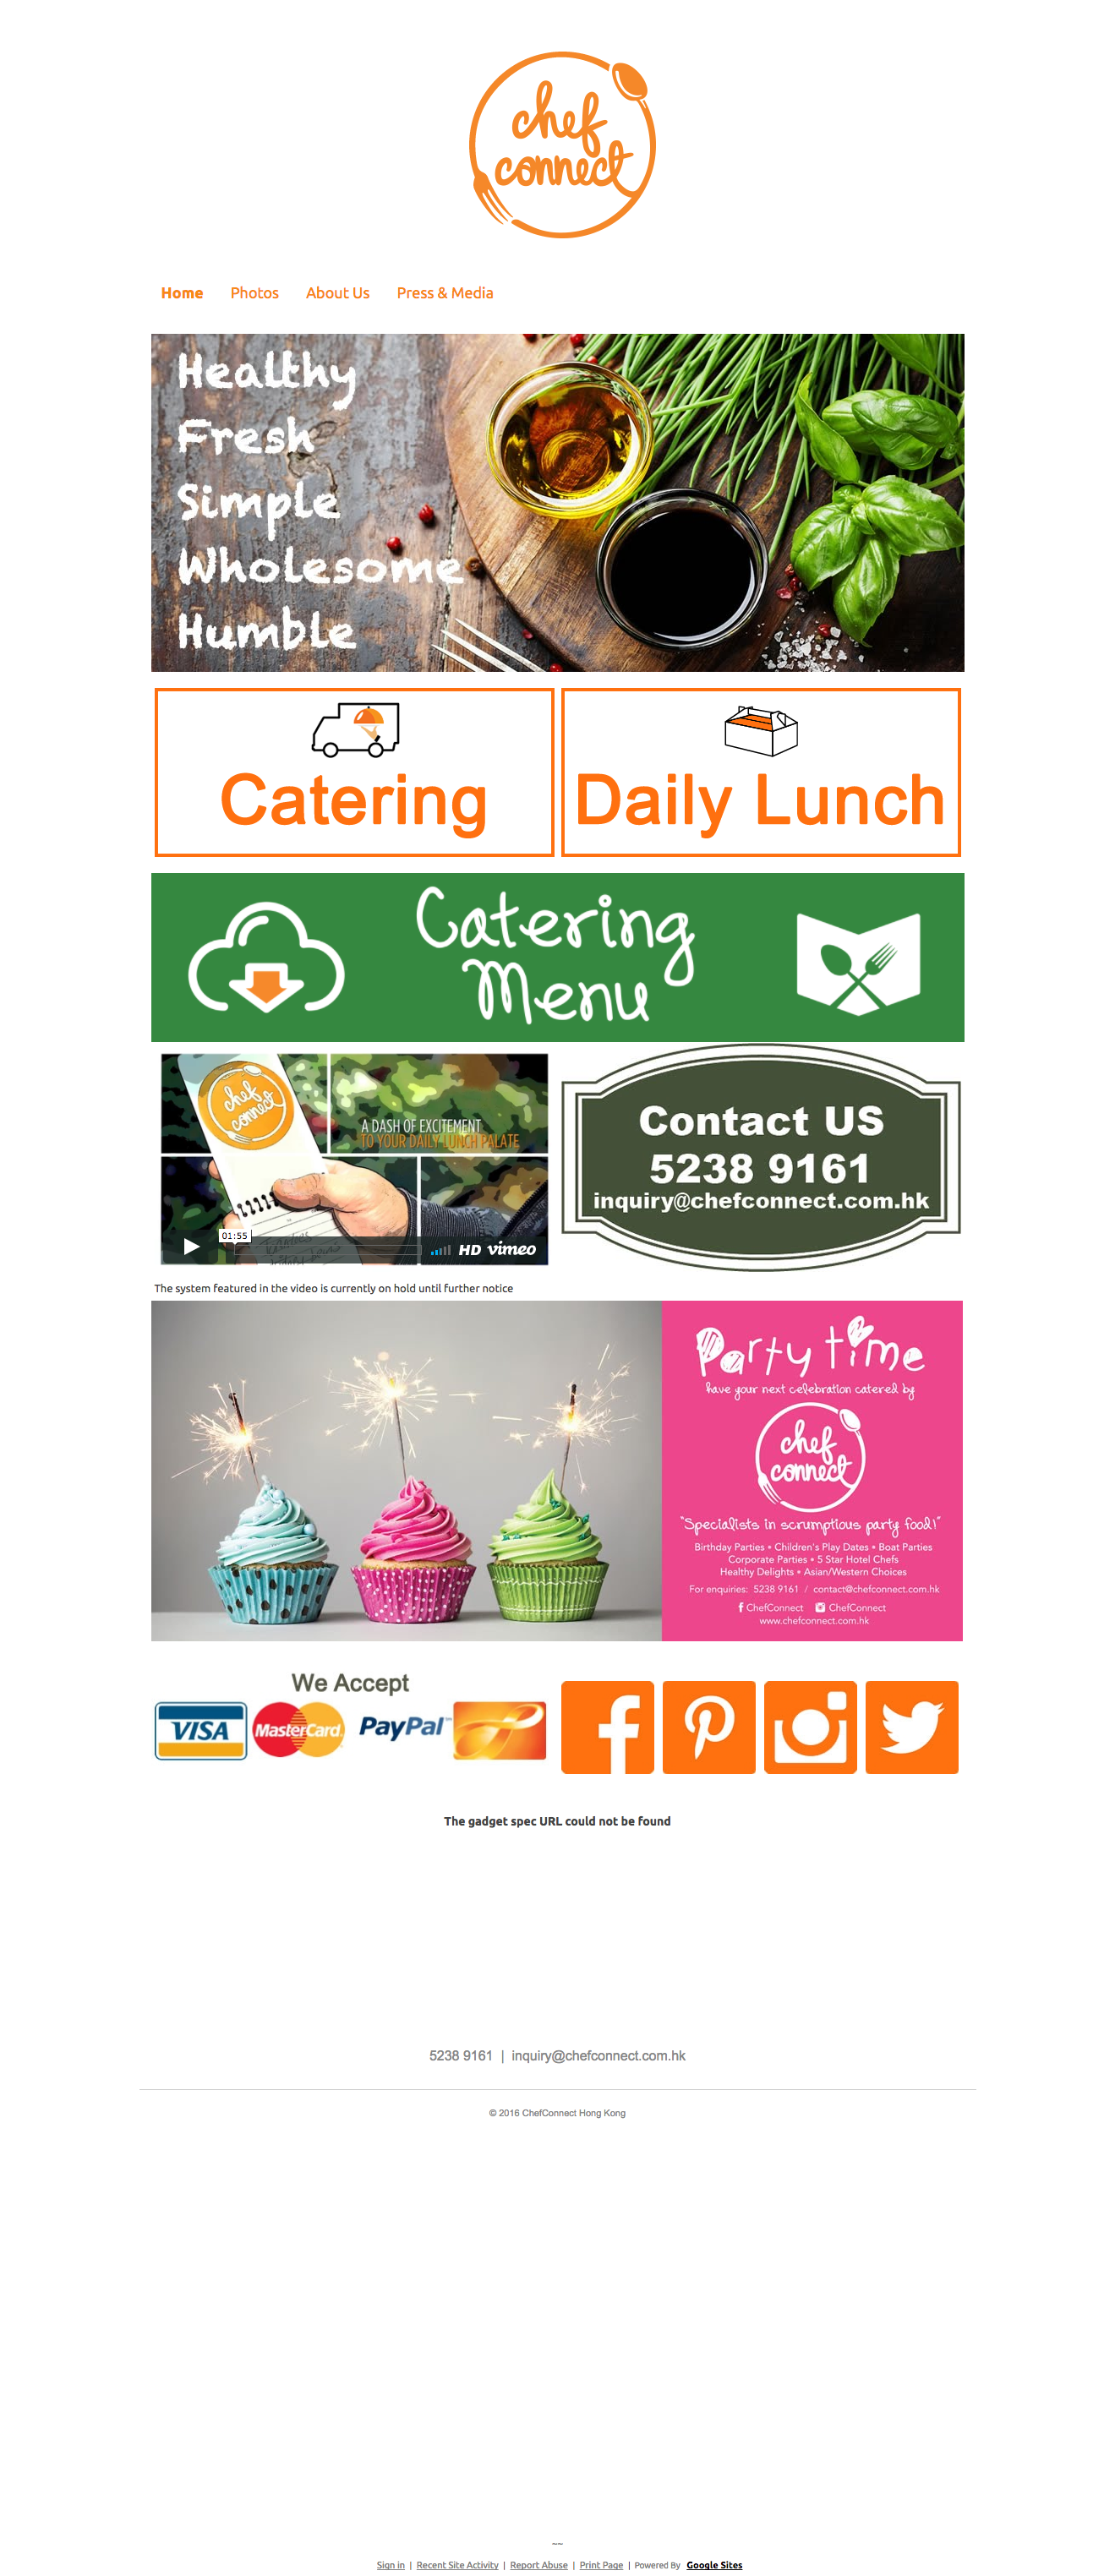 chef
connect
Home Photos About Us Press & Media
Healthy
Fresh
Simple
Wholesome
Humble
Catering
Daily Lunch
Catering
Menu
chef
connect
A DASH OF EXCITEMENT
TO YOUR DAILY LUNCH PALATE
01:55
HD vimeo
Contact US
5238 9161
inquiry@chefconnect.com.hk
The system featured in the video is currently on hold until further notice
Party time
have your next celebration catered by
chef
connect
"Specialists in scrumptious party food!"
Birthday Parties • Children's Play Dates • Boat Parties
Corporate Parties • 5 Star Hotel Chefs
Healthy Delights • Asian/Western Choices
For enquiries: 5238 9161 / contact@chefconnect.com.hk
ChefConnect ChefConnect
www.chefconnect.com.hk
We Accept
VISA MasterCard PayPal
The gadget spec URL could not be found
5238 9161 | inquiry@chefconnect.com.hk
© 2016 ChefConnect Hong Kong
~~
Sign in | Recent Site Activity | Report Abuse | Print Page | Powered By Google Sites